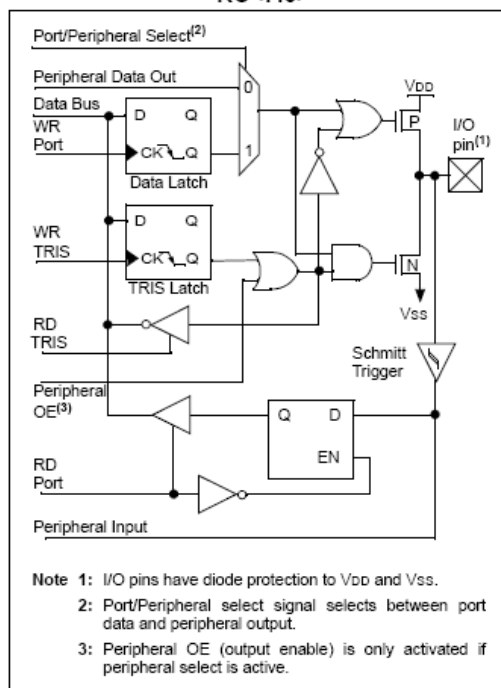 Port/Peripheral Select(2)
Peripheral Data Out
Data Bus
WR
Port
D Q
CK Q
Data Latch
0
1
VDD
P
I/O
pin(1)
WR
TRIS
D Q
CK Q
TRIS Latch
N
VSS
RD
TRIS
Schmitt
Trigger
Peripheral
OE(3)
Q D
EN
RD
Port
Peripheral Input
Note 1: I/O pins have diode protection to VDD and VSS.
2: Port/Peripheral select signal selects between port
data and peripheral output.
3: Peripheral OE (output enable) is only activated if
peripheral select is active.